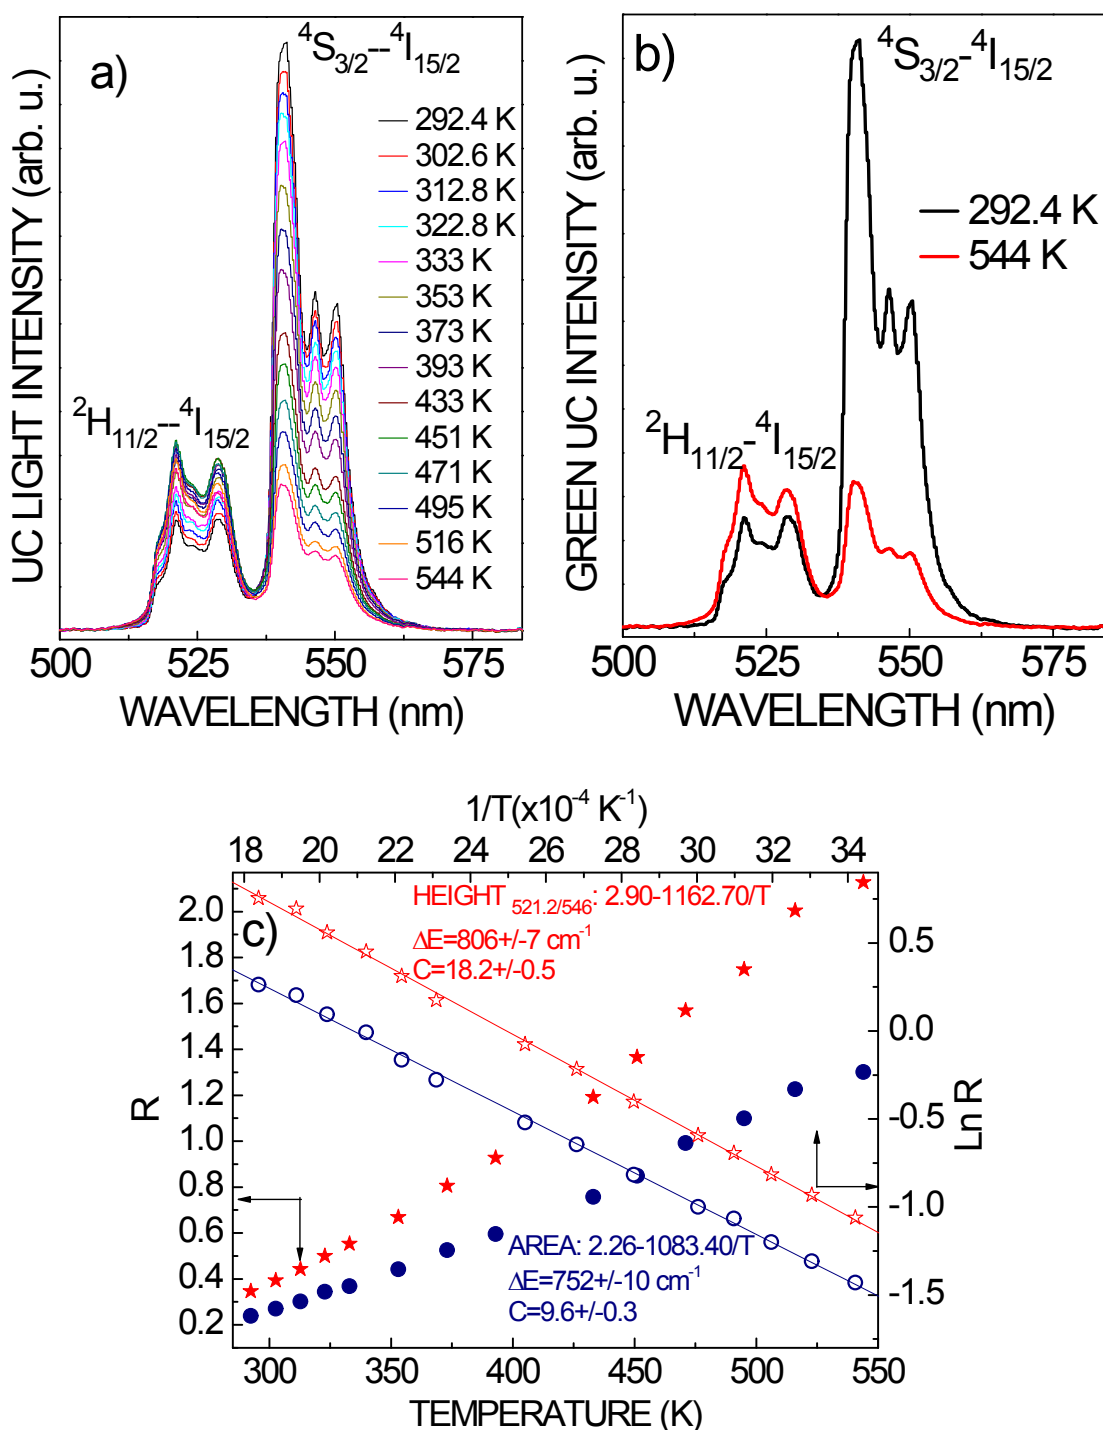 a)
⁴S₃/₂--⁴I₁₅/₂
292.4 K
302.6 K
312.8 K
322.8 K
333 K
353 K
373 K
393 K
433 K
451 K
471 K
495 K
516 K
544 K
²H₁₁/₂--⁴I₁₅/₂
UC LIGHT INTENSITY (arb. u.)
500 525 550 575
WAVELENGTH (nm)
b)
⁴S₃/₂-⁴I₁₅/₂
292.4 K
544 K
²H₁₁/₂-⁴I₁₅/₂
GREEN UC INTENSITY (arb. u.)
500 525 550 575
WAVELENGTH (nm)
1/T(x10⁻⁴ K⁻¹)
18 20 22 24 26 28 30 32 34
c)
HEIGHT ₅₂₁.₂/₅₄₆: 2.90-1162.70/T
ΔE=806+/-7 cm⁻¹
C=18.2+/-0.5
AREA: 2.26-1083.40/T
ΔE=752+/-10 cm⁻¹
C=9.6+/-0.3
R
2.0
1.8
1.6
1.4
1.2
1.0
0.8
0.6
0.4
0.2
Ln R
0.5
0.0
-0.5
-1.0
-1.5
300 350 400 450 500 550
TEMPERATURE (K)